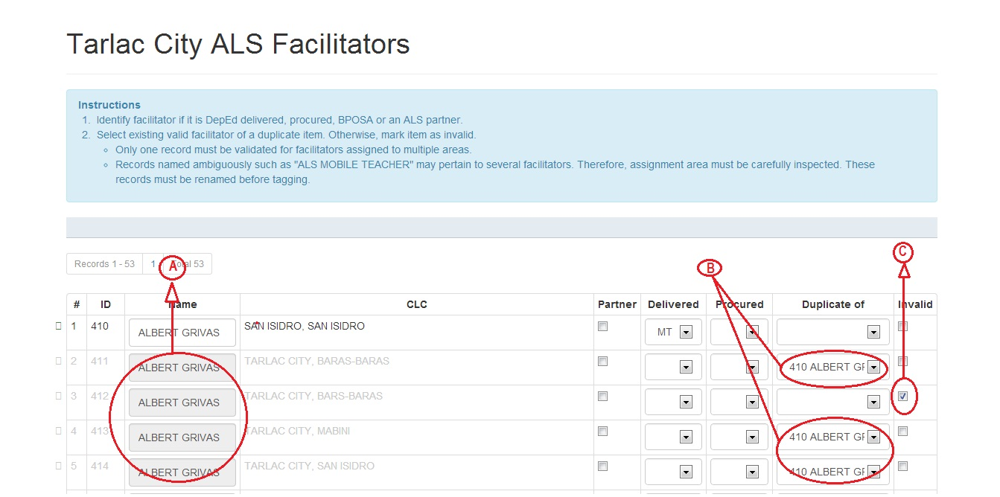 Tarlac City ALS Facilitators
Instructions
1. Identify facilitator if it is DepEd delivered, procured, BPOSA or an ALS partner.
2. Select existing valid facilitator of a duplicate item. Otherwise, mark item as invalid.
Only one record must be validated for facilitators assigned to multiple areas.
Records named ambiguously such as "ALS MOBILE TEACHER" may pertain to several facilitators. Therefore, assignment area must be carefully inspected. These
records must be renamed before tagging.
C
Records 1 - 53 1 A Total 53 B
# ID Name CLC Partner Delivered Procured Duplicate of Invalid
1 410 ALBERT GRIVAS SAN ISIDRO, SAN ISIDRO MT
2 411 ALBERT GRIVAS TARLAC CITY, BARAS-BARAS 410 ALBERT GF
3 412 ALBERT GRIVAS TARLAC CITY, BARS-BARAS
4 413 ALBERT GRIVAS TARLAC CITY, MABINI 410 ALBERT GF
5 414 ALBERT GRIVAS TARLAC CITY, SAN ISIDRO 410 ALBERT GF